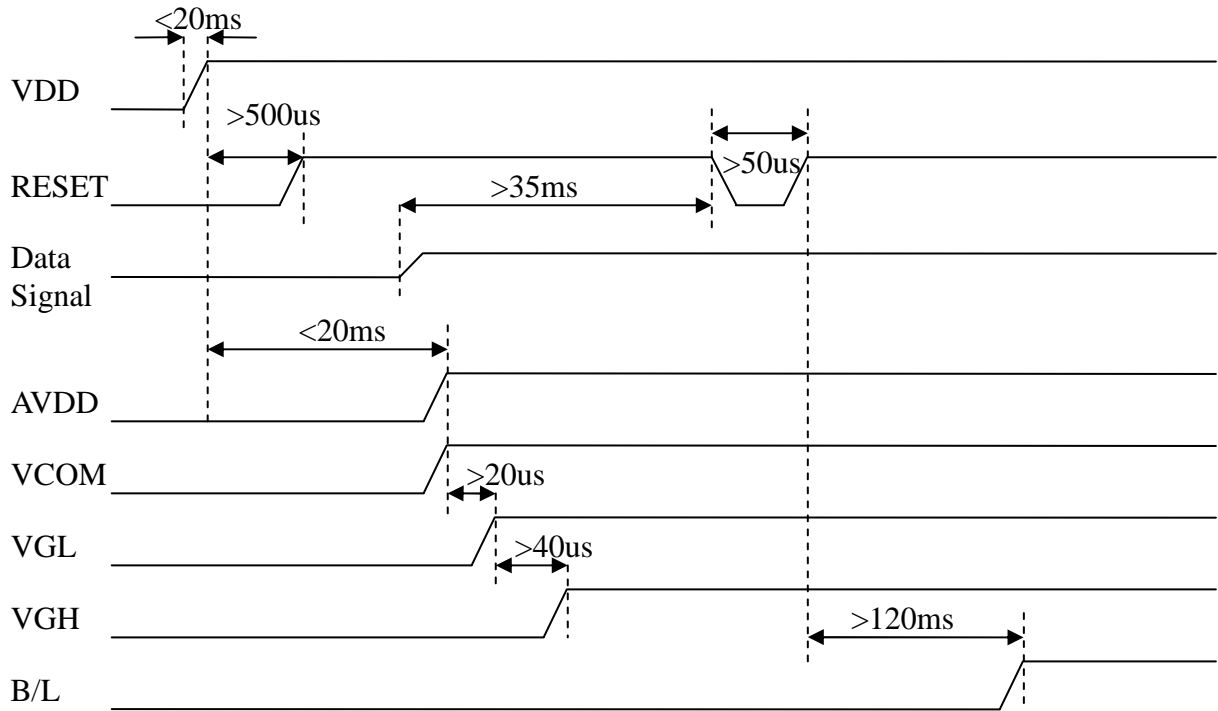 <20ms
VDD
>500us
>50us
RESET
>35ms
Data
Signal
<20ms
AVDD
VCOM
>20us
VGL
>40us
VGH
>120ms
B/L